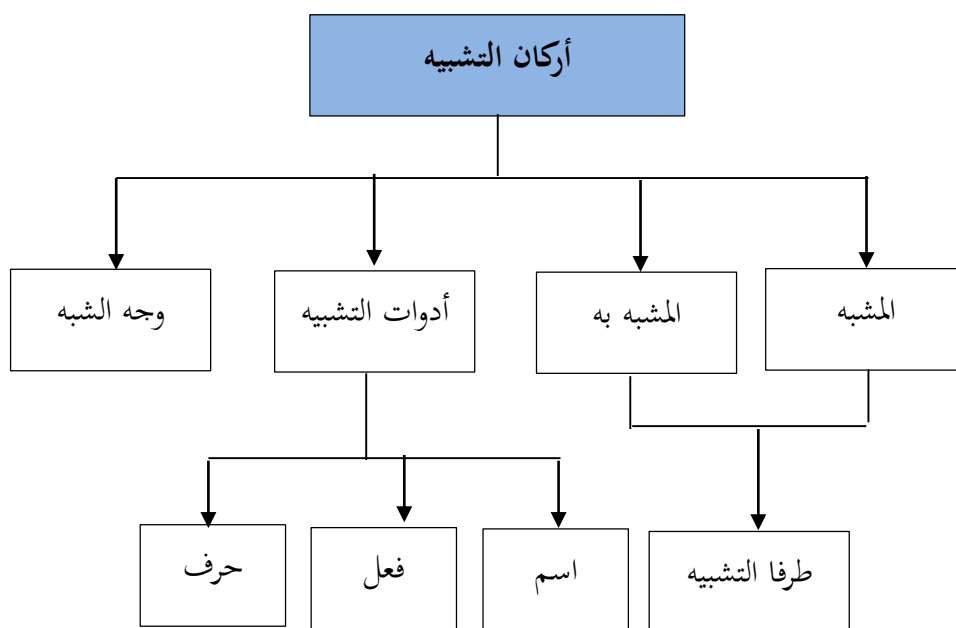 أركان التشبيه
المشبه
المشبه به
أدوات التشبيه
وجه الشبه
طرفا التشبيه
اسم
فعل
حرف